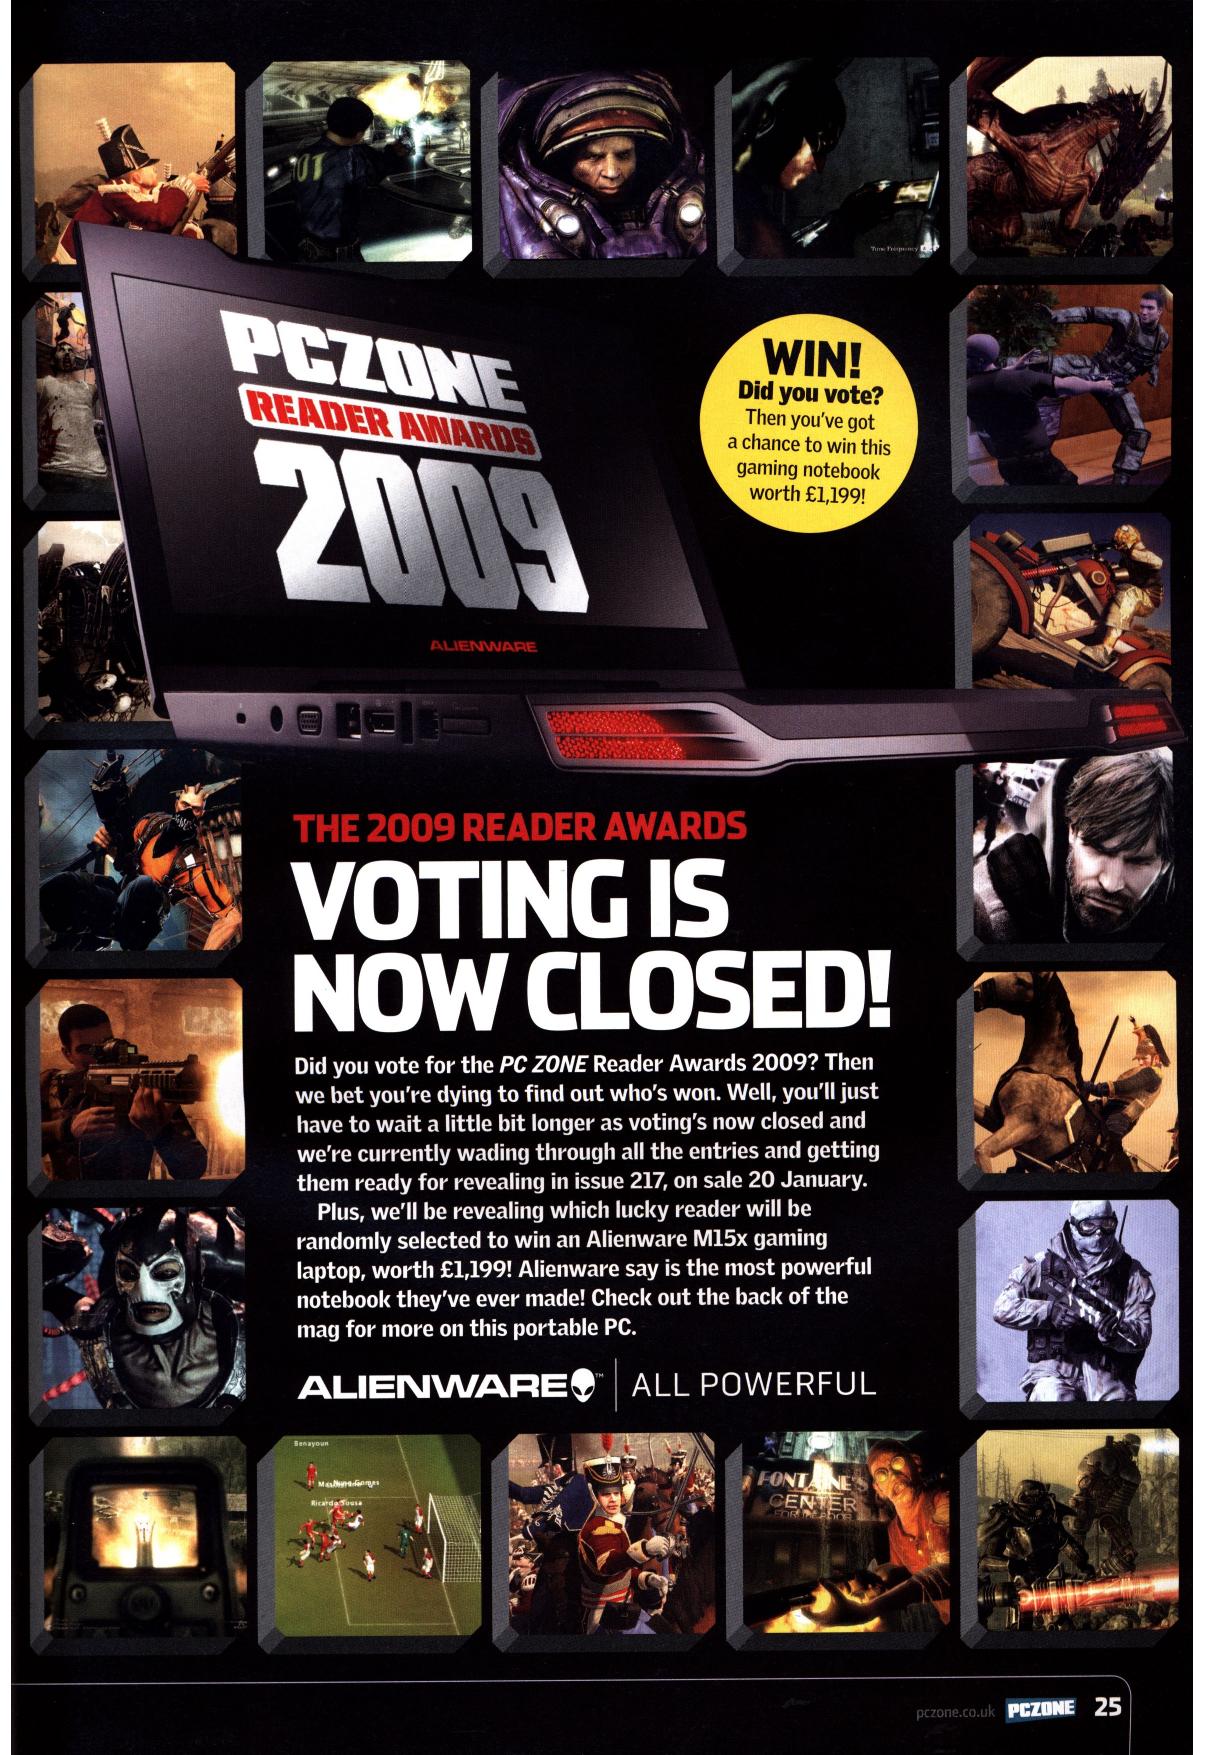 Time Frequency
PCZONE
READER AWARDS
2009
ALIENWARE
WIN!
Did you vote?
Then you've got
a chance to win this
gaming notebook
worth £1,199!
THE 2009 READER AWARDS
VOTING IS
NOW CLOSED!
Did you vote for the PC ZONE Reader Awards 2009? Then
we bet you're dying to find out who's won. Well, you'll just
have to wait a little bit longer as voting's now closed and
we're currently wading through all the entries and getting
them ready for revealing in issue 217, on sale 20 January.
Plus, we'll be revealing which lucky reader will be
randomly selected to win an Alienware M15x gaming
laptop, worth £1,199! Alienware say is the most powerful
notebook they've ever made! Check out the back of the
mag for more on this portable PC.
ALIENWARE™ | ALL POWERFUL
Benayoun
Nuno Gomes
Ricardo Sousa
FONTAINE'S
CENTER
pczone.co.uk PCZONE 25